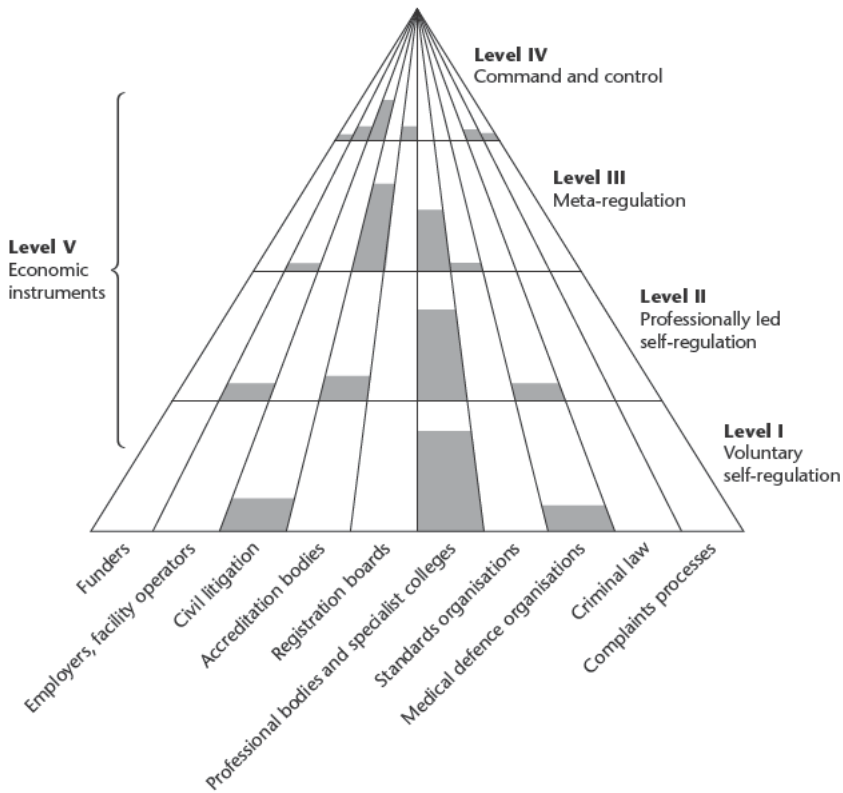 Level IV
Command and control
Level III
Meta-regulation
Level V
Economic
instruments
Level II
Professionally led
self-regulation
Level I
Voluntary
self-regulation
Funders
Employers, facility operators
Civil litigation
Accreditation bodies
Registration boards
Professional bodies and specialist colleges
Standards organisations
Medical defence organisations
Criminal law
Complaints processes